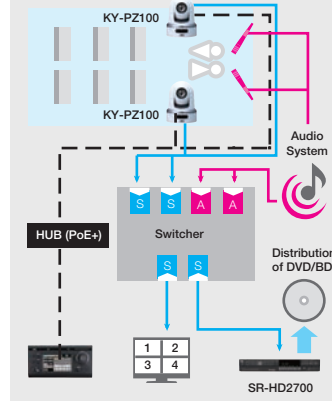 KY-PZ100
KY-PZ100
Audio
System
S S A A
HUB (PoE+)
Switcher
Distribution
of DVD/BD
S S
1 2
3 4
SR-HD2700